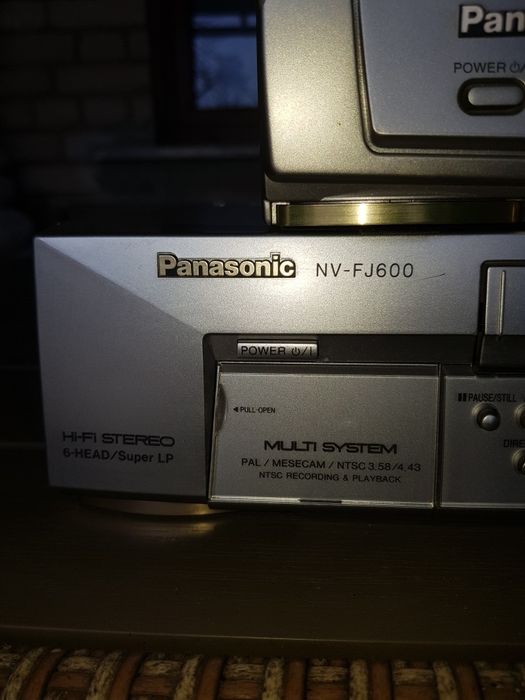 Pan
POWER ⏻/
Panasonic NV-FJ600
POWER ⏻/I
◄ PULL-OPEN
HI-FI STEREO
6-HEAD/Super LP
MULTI SYSTEM
PAL / MESECAM / NTSC 3.58/4.43
NTSC RECORDING & PLAYBACK
PAUSE/STILL
DIRE